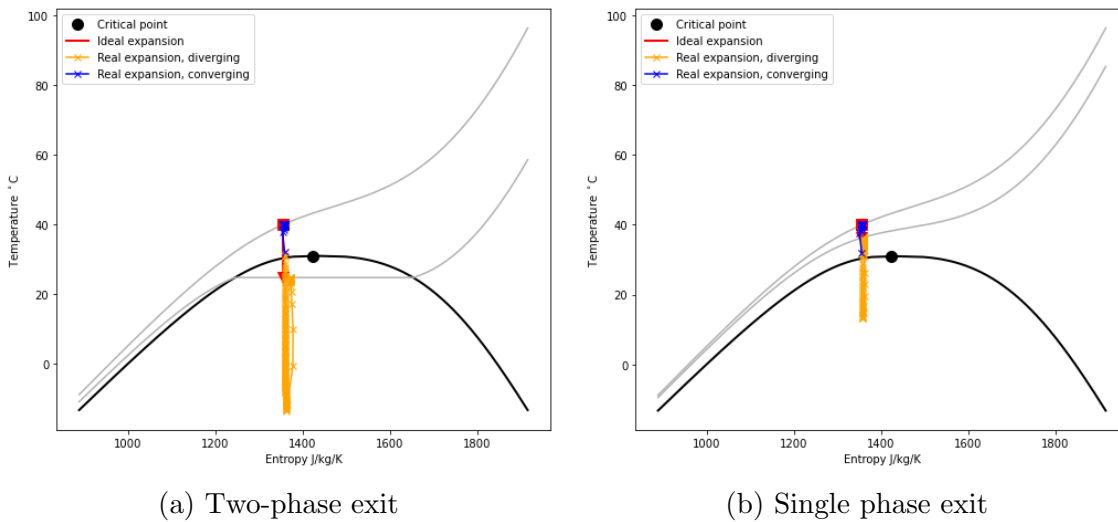 100
80
60
40
20
0
Temperature °C
1000
1200
1400
1600
1800
Entropy J/kg/K
Critical point
Ideal expansion
Real expansion, diverging
Real expansion, converging
(a) Two-phase exit
100
80
60
40
20
0
Temperature °C
1000
1200
1400
1600
1800
Entropy J/kg/K
Critical point
Ideal expansion
Real expansion, diverging
Real expansion, converging
(b) Single phase exit